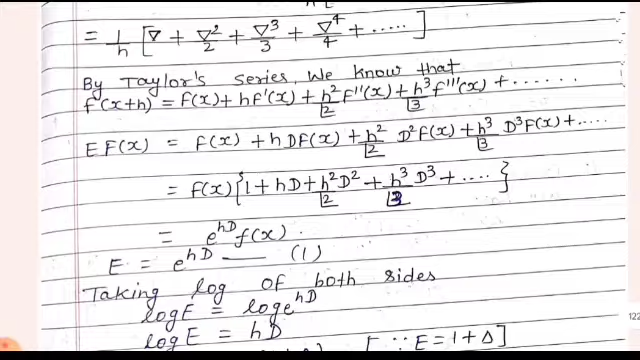 = 1/h [∇ + ∇²/2 + ∇³/3 + ∇⁴/4 + .....]
By Taylor's series, We know that
f(x+h) = f(x) + hf'(x) + h²/⌊2 f''(x) + h³/⌊3 f'''(x) + ......
E f(x) = f(x) + hDf(x) + h²/⌊2 D²f(x) + h³/⌊3 D³f(x) + ....
= f(x) {1 + hD + h²D²/⌊2 + h³/⌊3 D³ + ....}
= e^hD f(x).
E = e^hD — (1)
Taking log of both sides
logE = loge^hD
logE = hD
[∵ E = 1 + Δ]
122